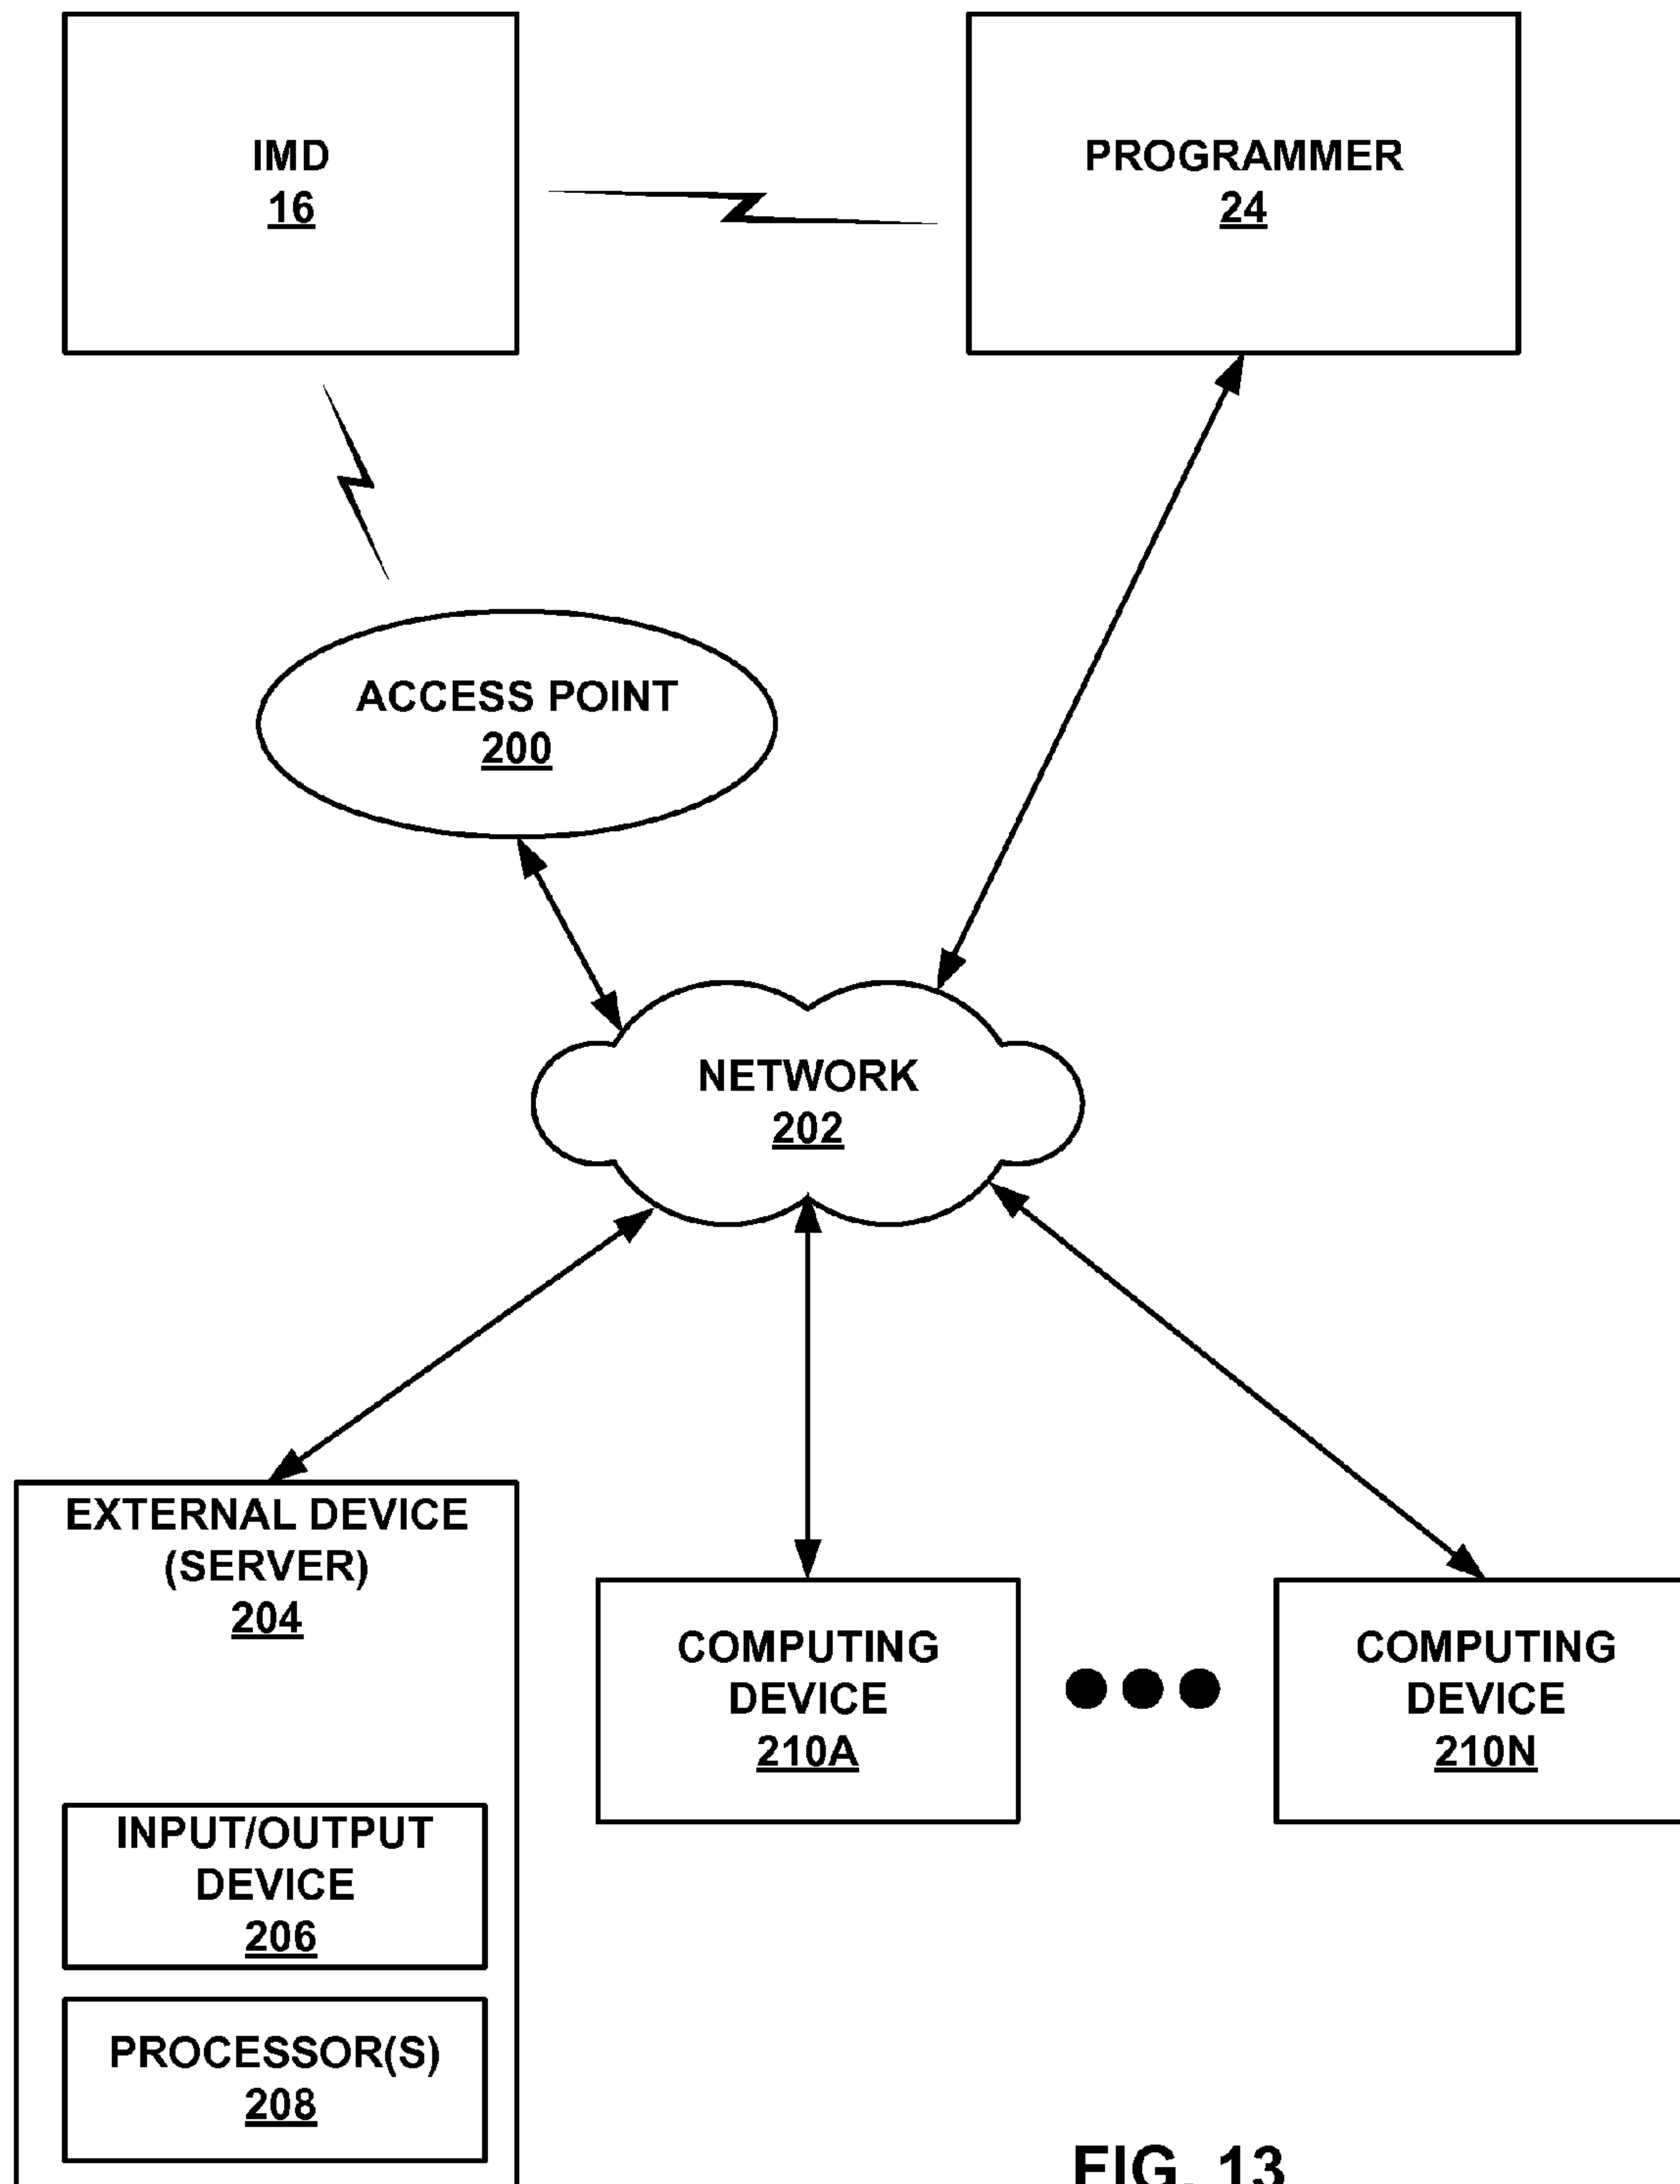 IMD
16
PROGRAMMER
24
ACCESS POINT
200
NETWORK
202
EXTERNAL DEVICE
(SERVER)
204
INPUT/OUTPUT
DEVICE
206
PROCESSOR(S)
208
COMPUTING
DEVICE
210A
COMPUTING
DEVICE
210N
FIG. 13